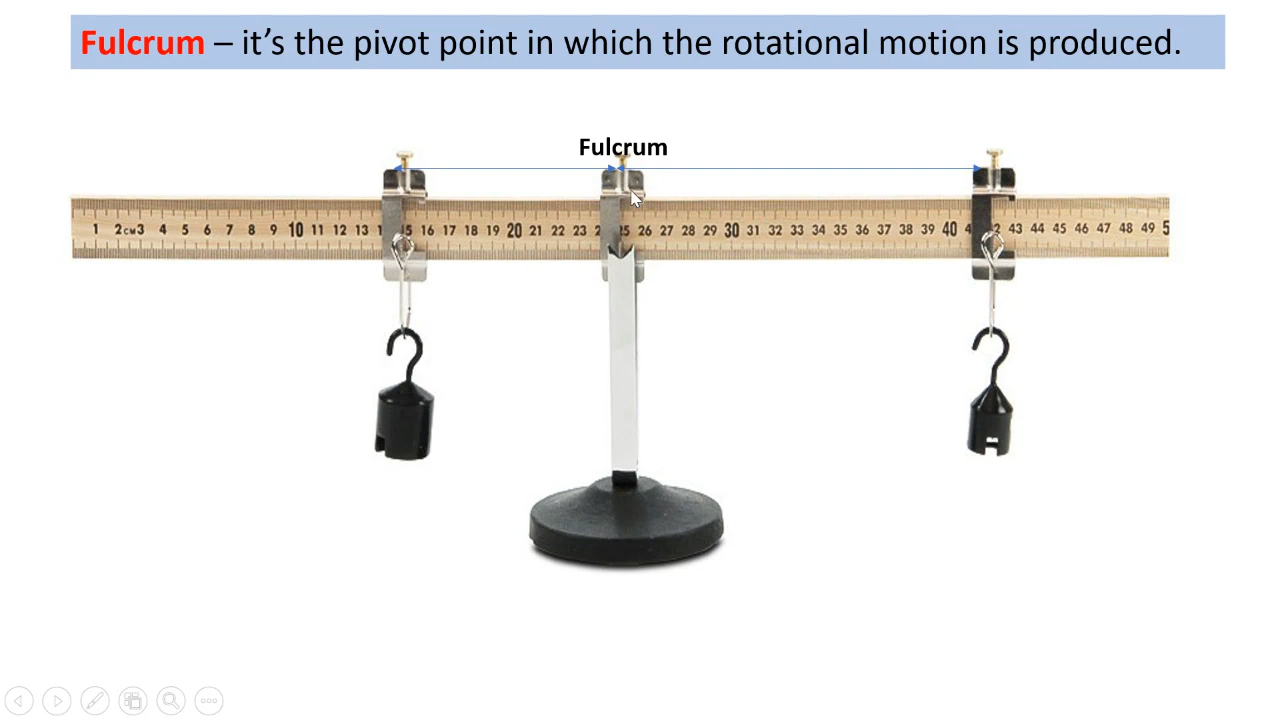 Fulcrum – it's the pivot point in which the rotational motion is produced.
Fulcrum
1 2 CM 3 4 5 6 7 8 9 10 11 12 13 15 16 17 18 19 20 21 22 23 25 26 27 28 29 30 31 32 33 34 35 36 37 38 39 40 43 44 45 46 47 48 49